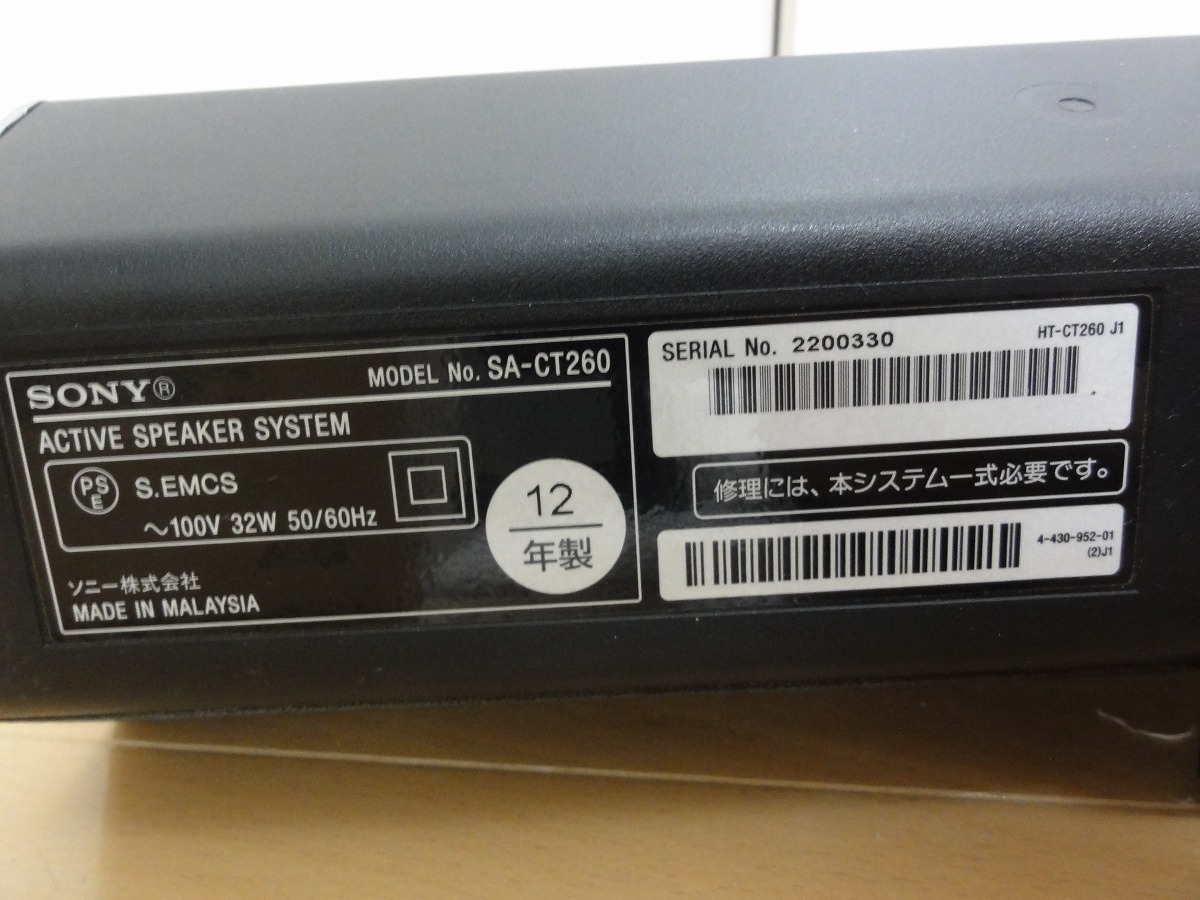 SONY®
MODEL No. SA-CT260
ACTIVE SPEAKER SYSTEM
PSE
S.EMCS
~100V 32W 50/60Hz
12
年製
ソニー株式会社
MADE IN MALAYSIA
SERIAL No. 2200330
HT-CT260 J1
修理には、本システム一式必要です。
4-430-952-01
(2)J1